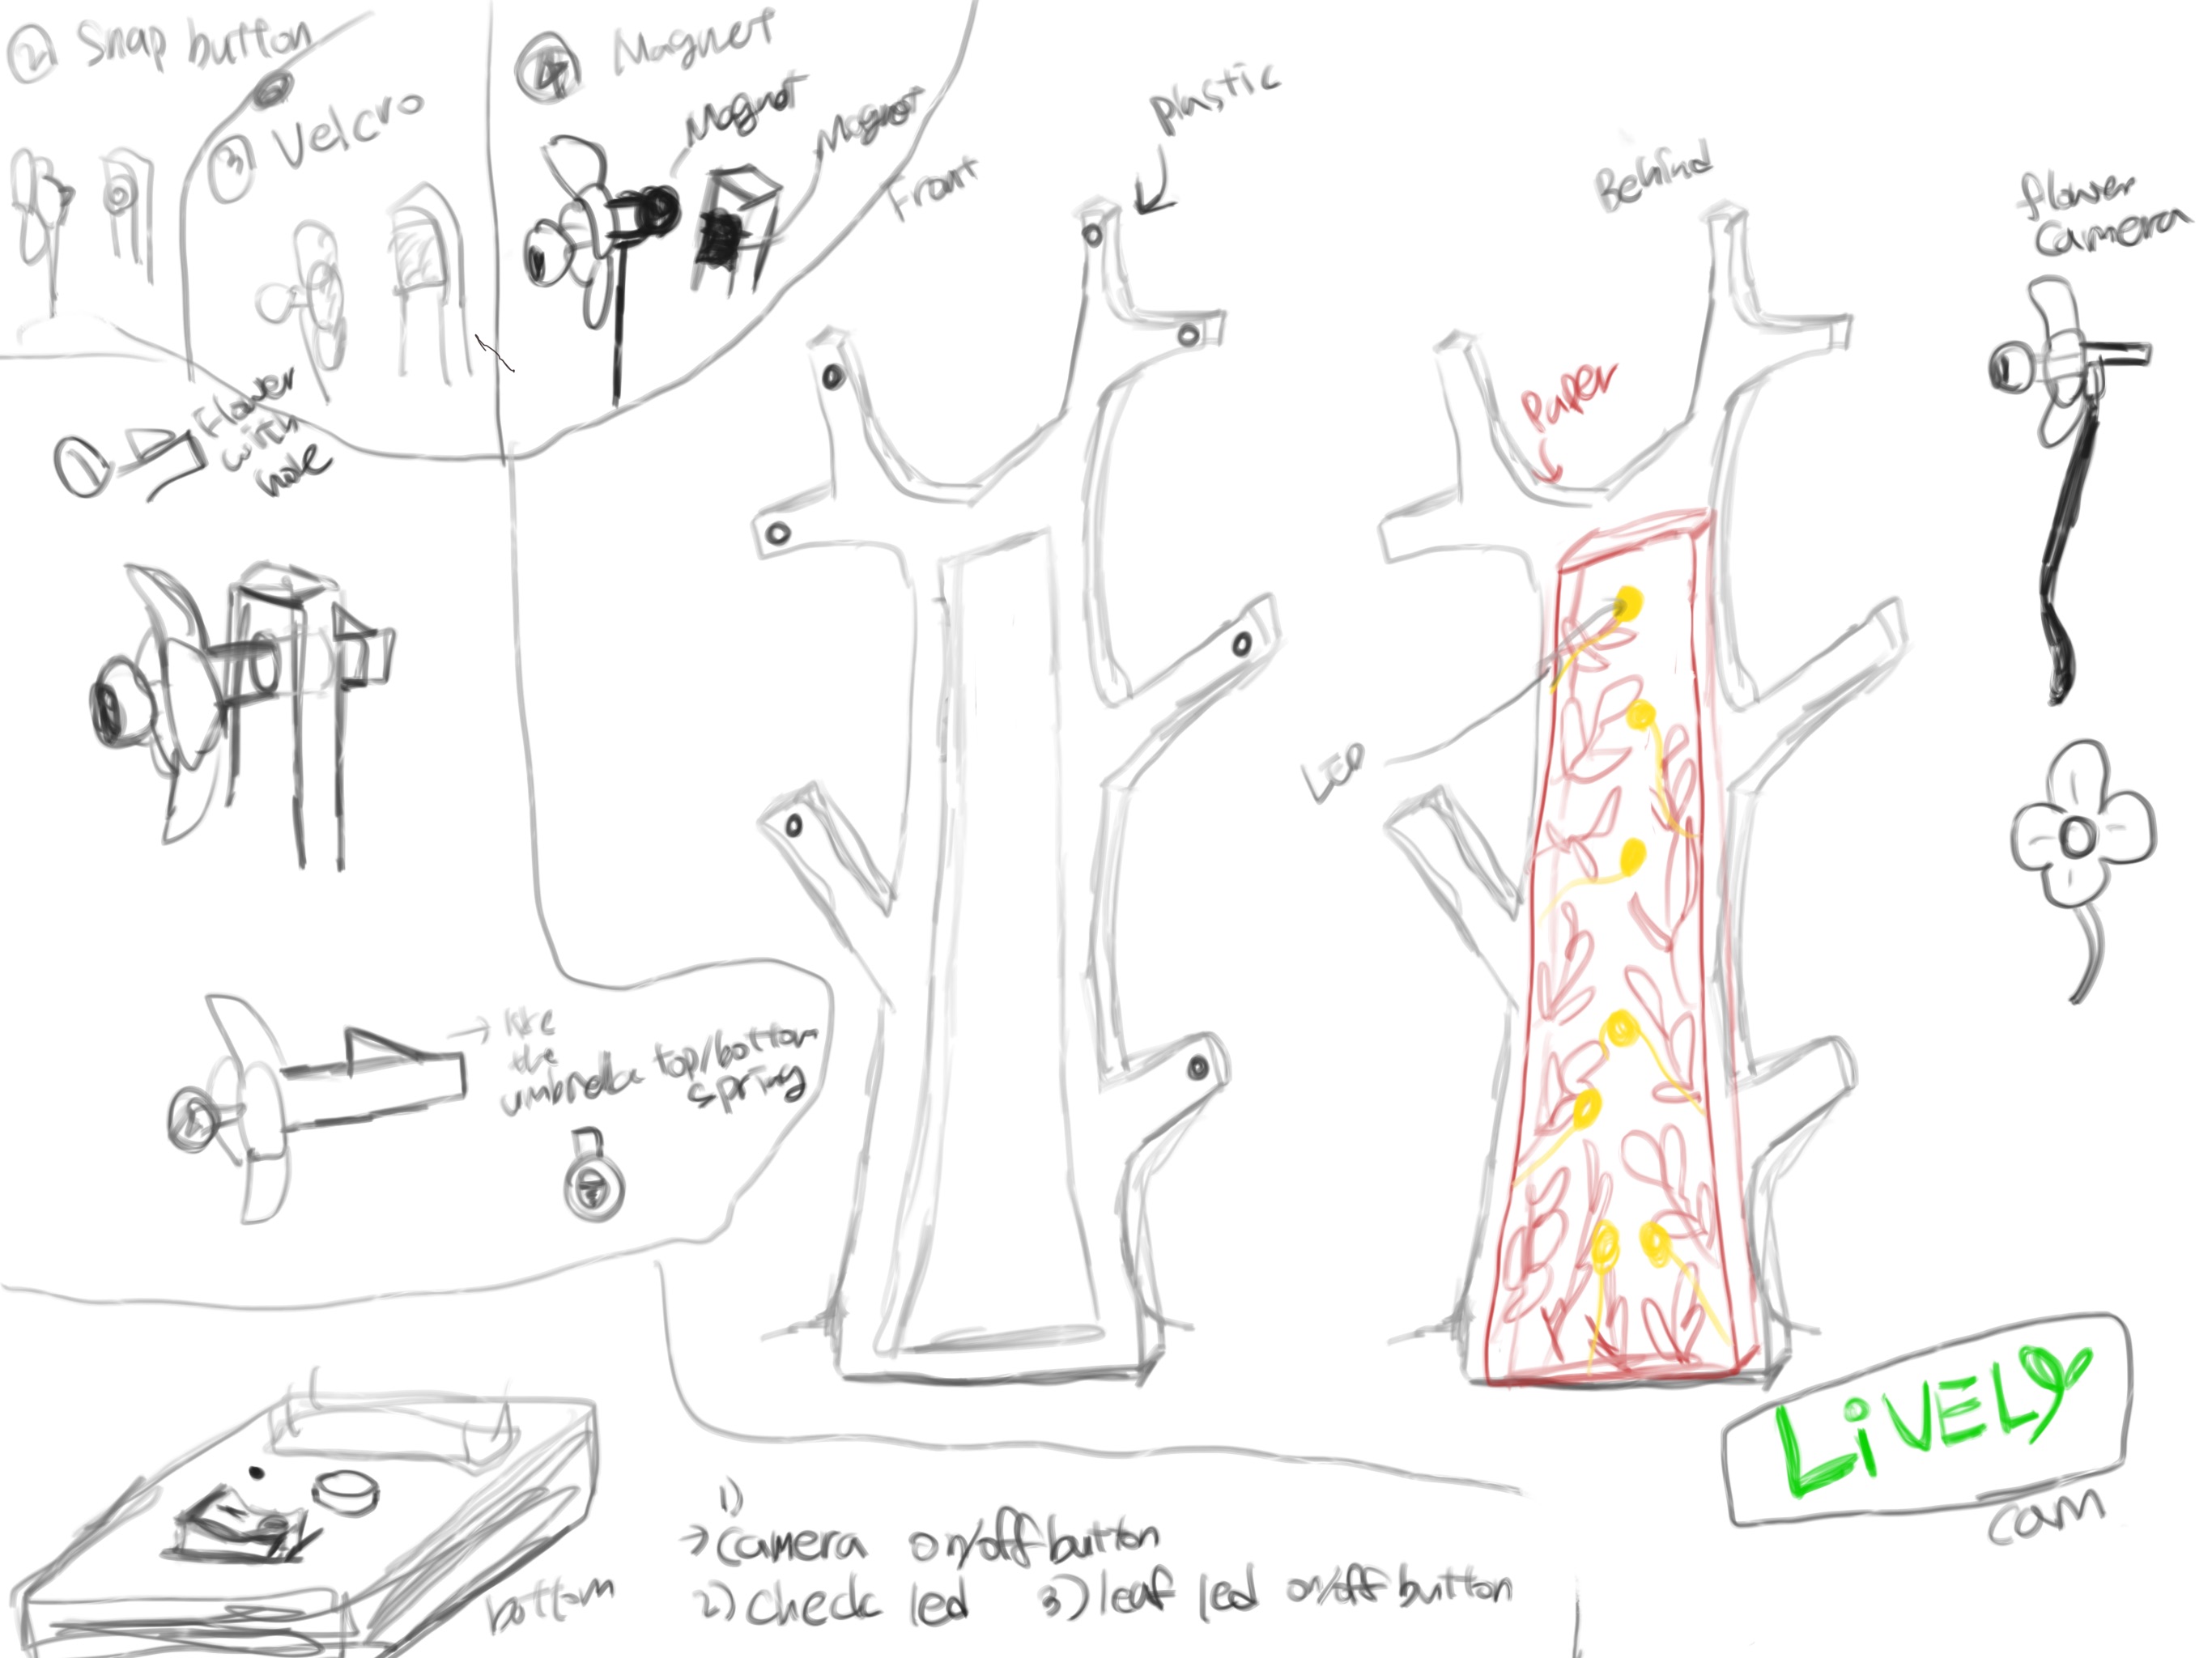 ② Snap button
③ Velcro
④ Magnet
Magnet
Magnet
Front
plastic
Behind
flower
camera
Paper
①
Flower
with
hole
LED
→ like
the
umbrella top/bottom
spring
LiVELY
cam
bottom
1)
→ camera on/off button
2) check led 3) leaf led on/off button